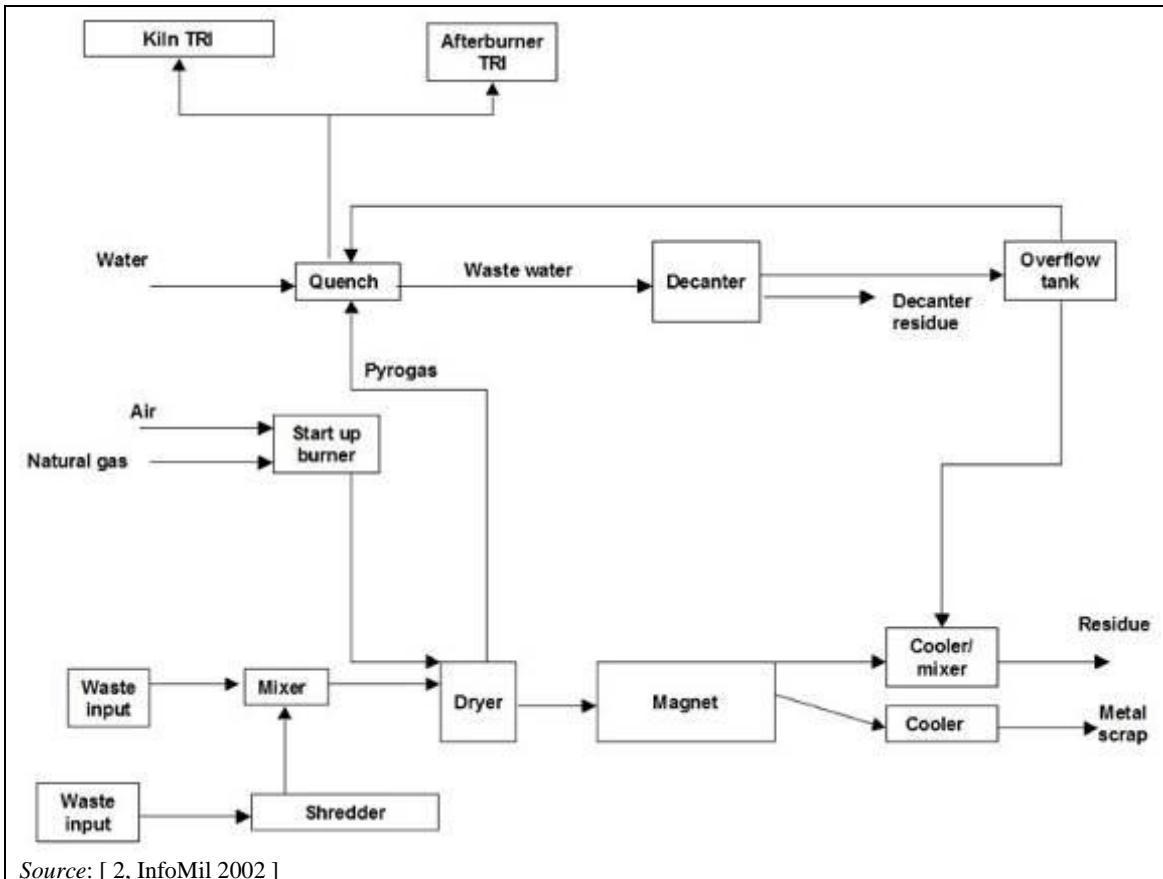 Kiln TRI
Afterburner
TRI
Water
Quench
Waste water
Decanter
Decanter
residue
Overflow
tank
Pyrogas
Air
Natural gas
Start up
burner
Waste
input
Mixer
Dryer
Magnet
Cooler/
mixer
Residue
Cooler
Metal
scrap
Waste
input
Shredder
Source: [ 2, InfoMil 2002 ]